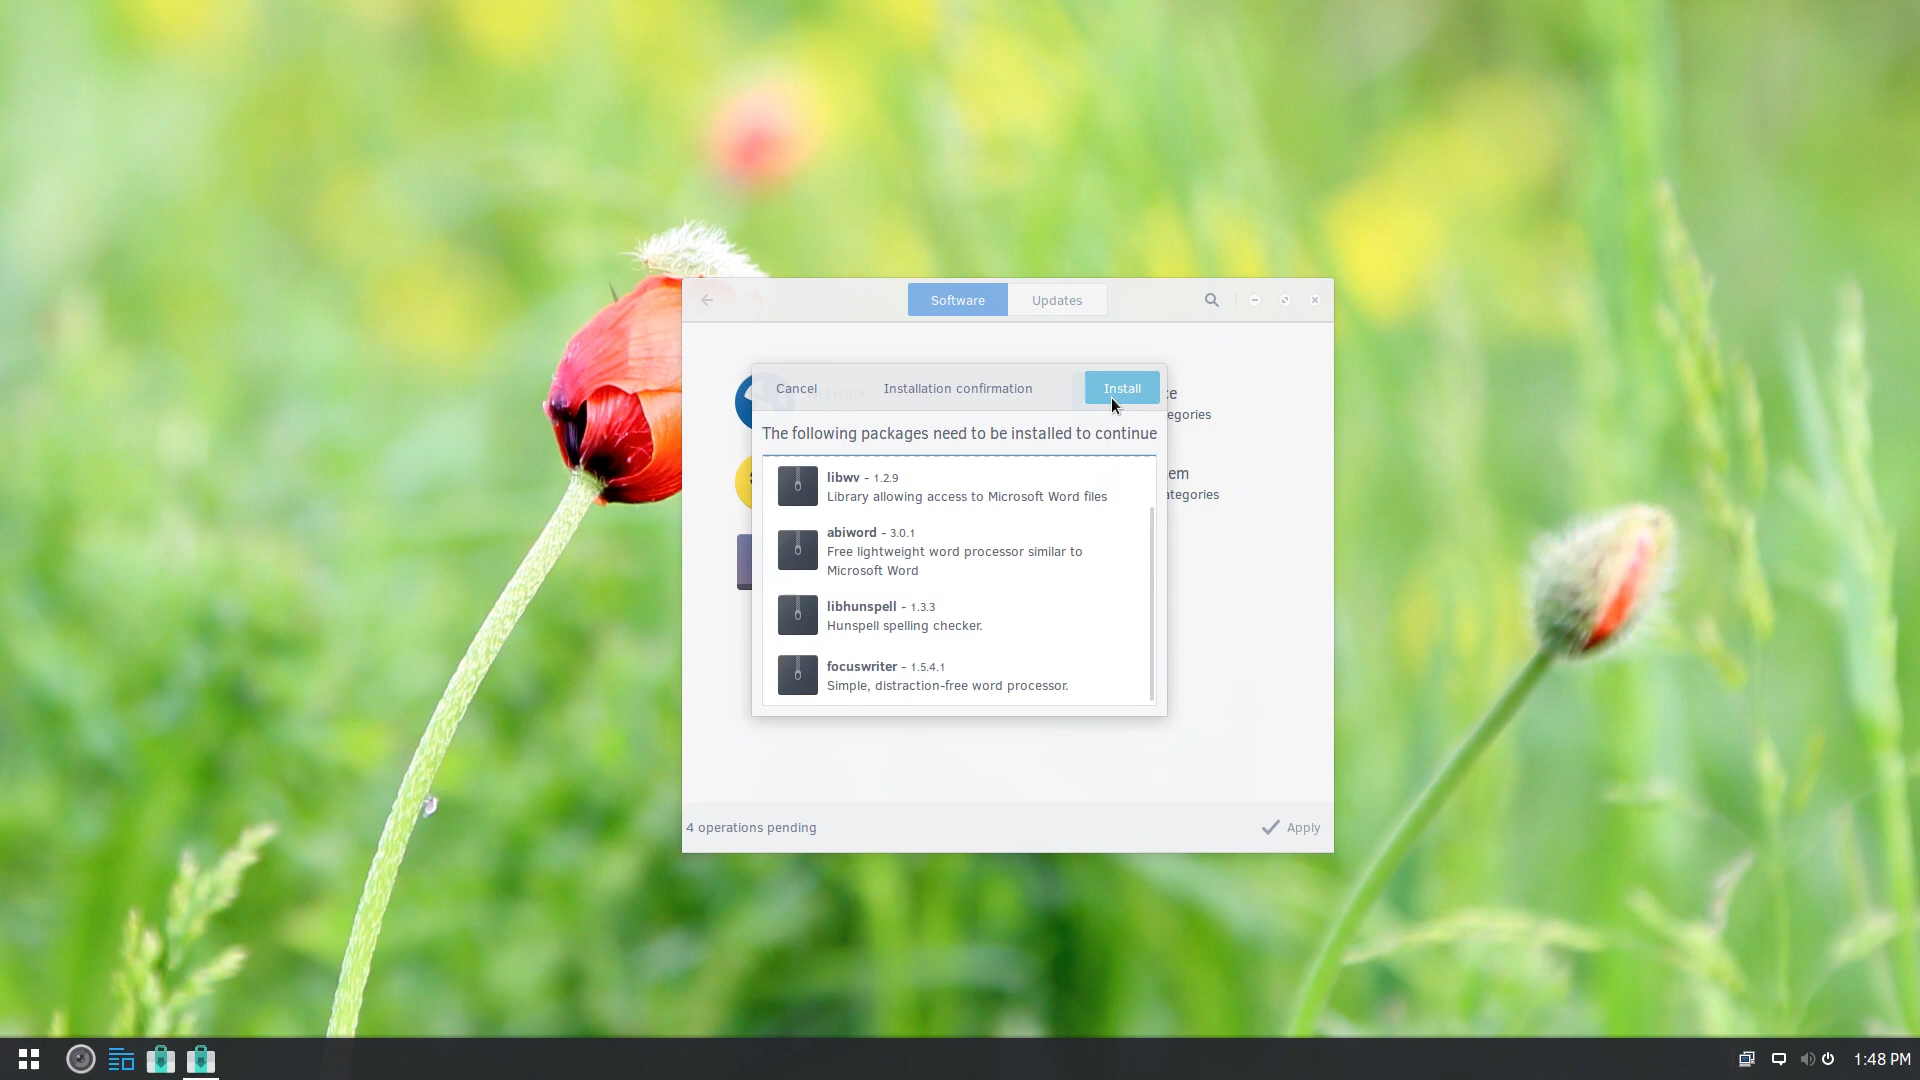 Software
Updates
Cancel
Installation confirmation
Install
The following packages need to be installed to continue
libwv - 1.2.9
Library allowing access to Microsoft Word files
abiword - 3.0.1
Free lightweight word processor similar to
Microsoft Word
libhunspell - 1.3.3
Hunspell spelling checker.
focuswriter - 1.5.4.1
Simple, distraction-free word processor.
4 operations pending
Apply
1:48 PM